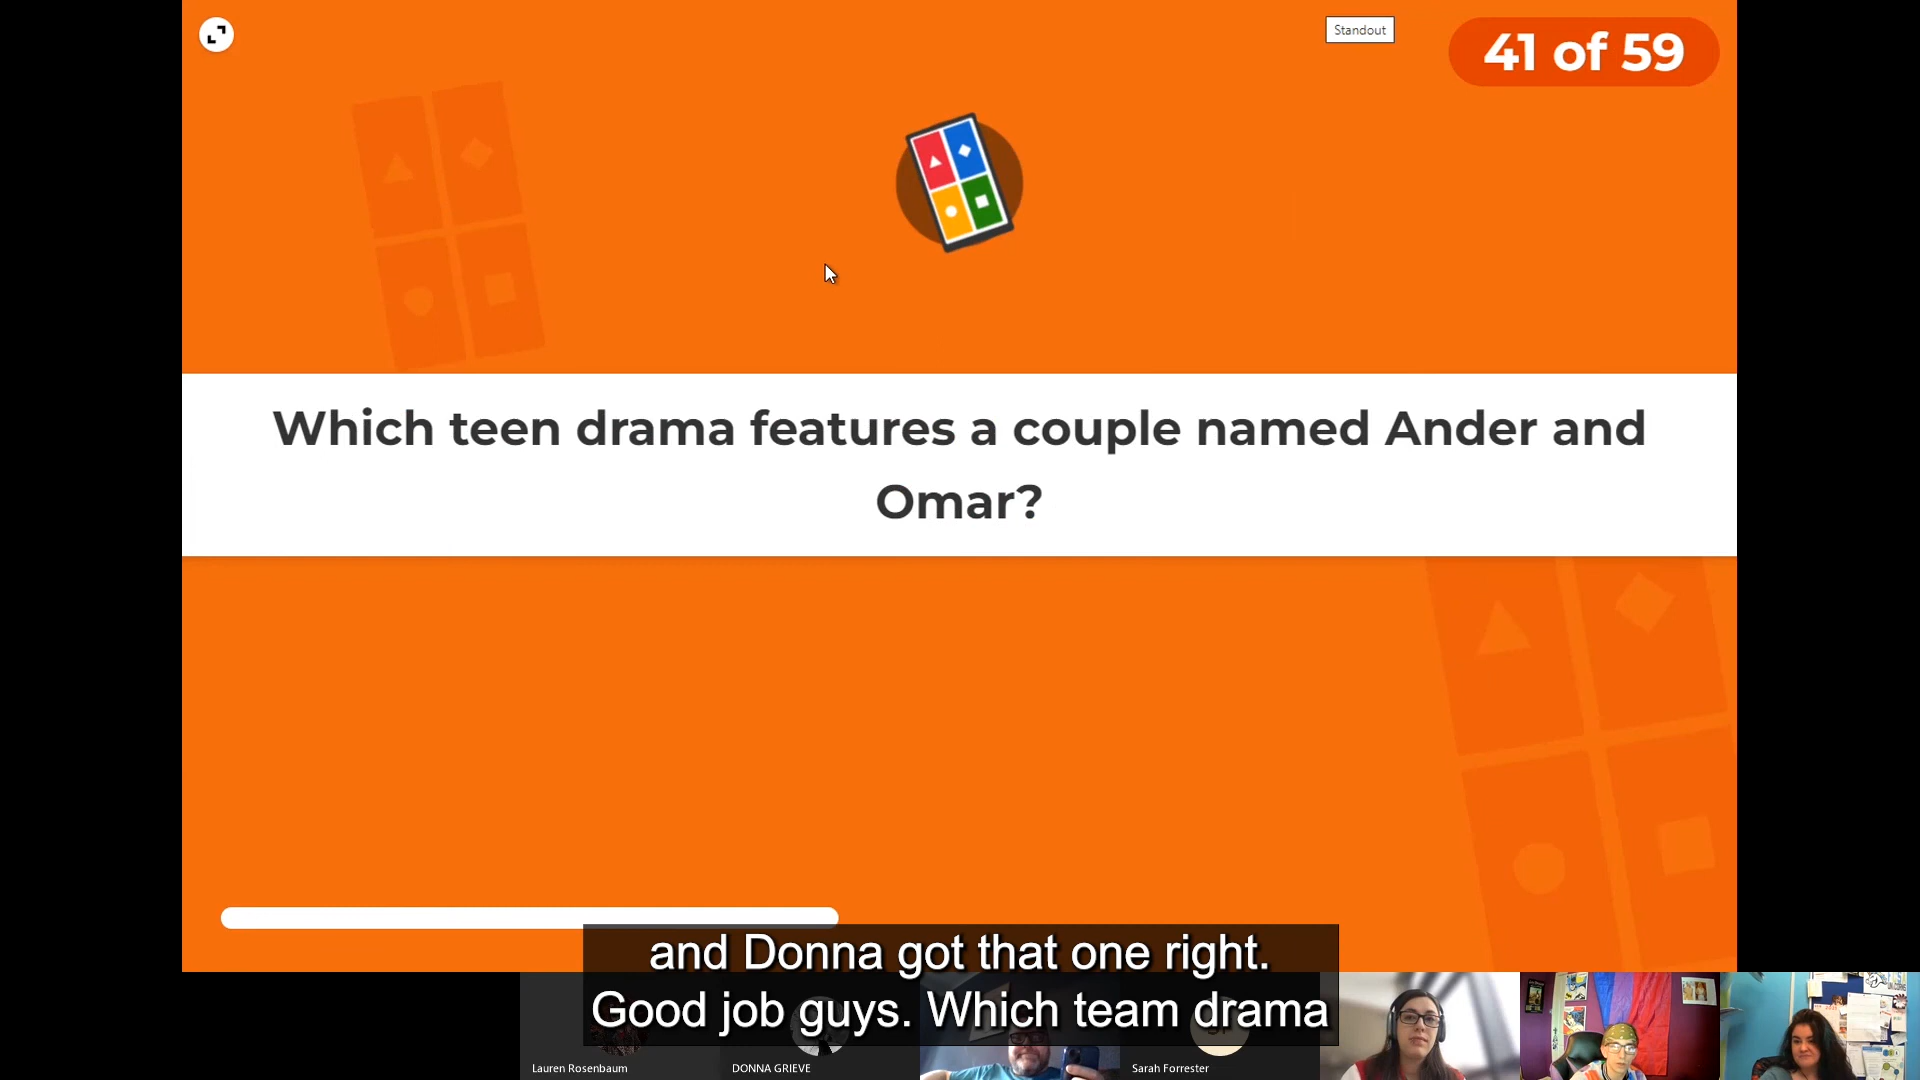 Standout
41 of 59
Which teen drama features a couple named Ander and
Omar?
and Donna got that one right.
Good job guys. Which team drama
Lauren Rosenbaum
DONNA GRIEVE
Sarah Forrester